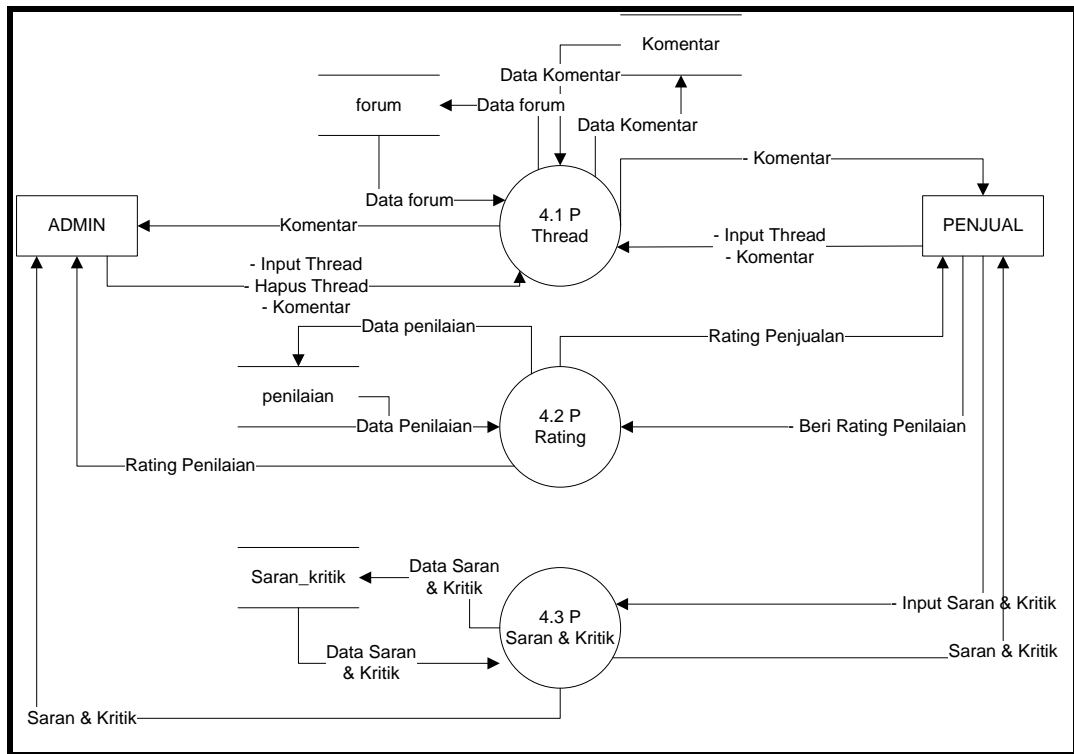 Komentar
Data Komentar
forum
Data forum
Data Komentar
- Komentar
Data forum
ADMIN
Komentar
4.1 P
Thread
- Input Thread
- Komentar
PENJUAL
- Input Thread
- Hapus Thread
- Komentar
Data penilaian
Rating Penjualan
penilaian
Data Penilaian
4.2 P
Rating
- Beri Rating Penilaian
Rating Penilaian
Saran_kritik
Data Saran
& Kritik
4.3 P
Saran & Kritik
- Input Saran & Kritik
Data Saran
& Kritik
Saran & Kritik
Saran & Kritik